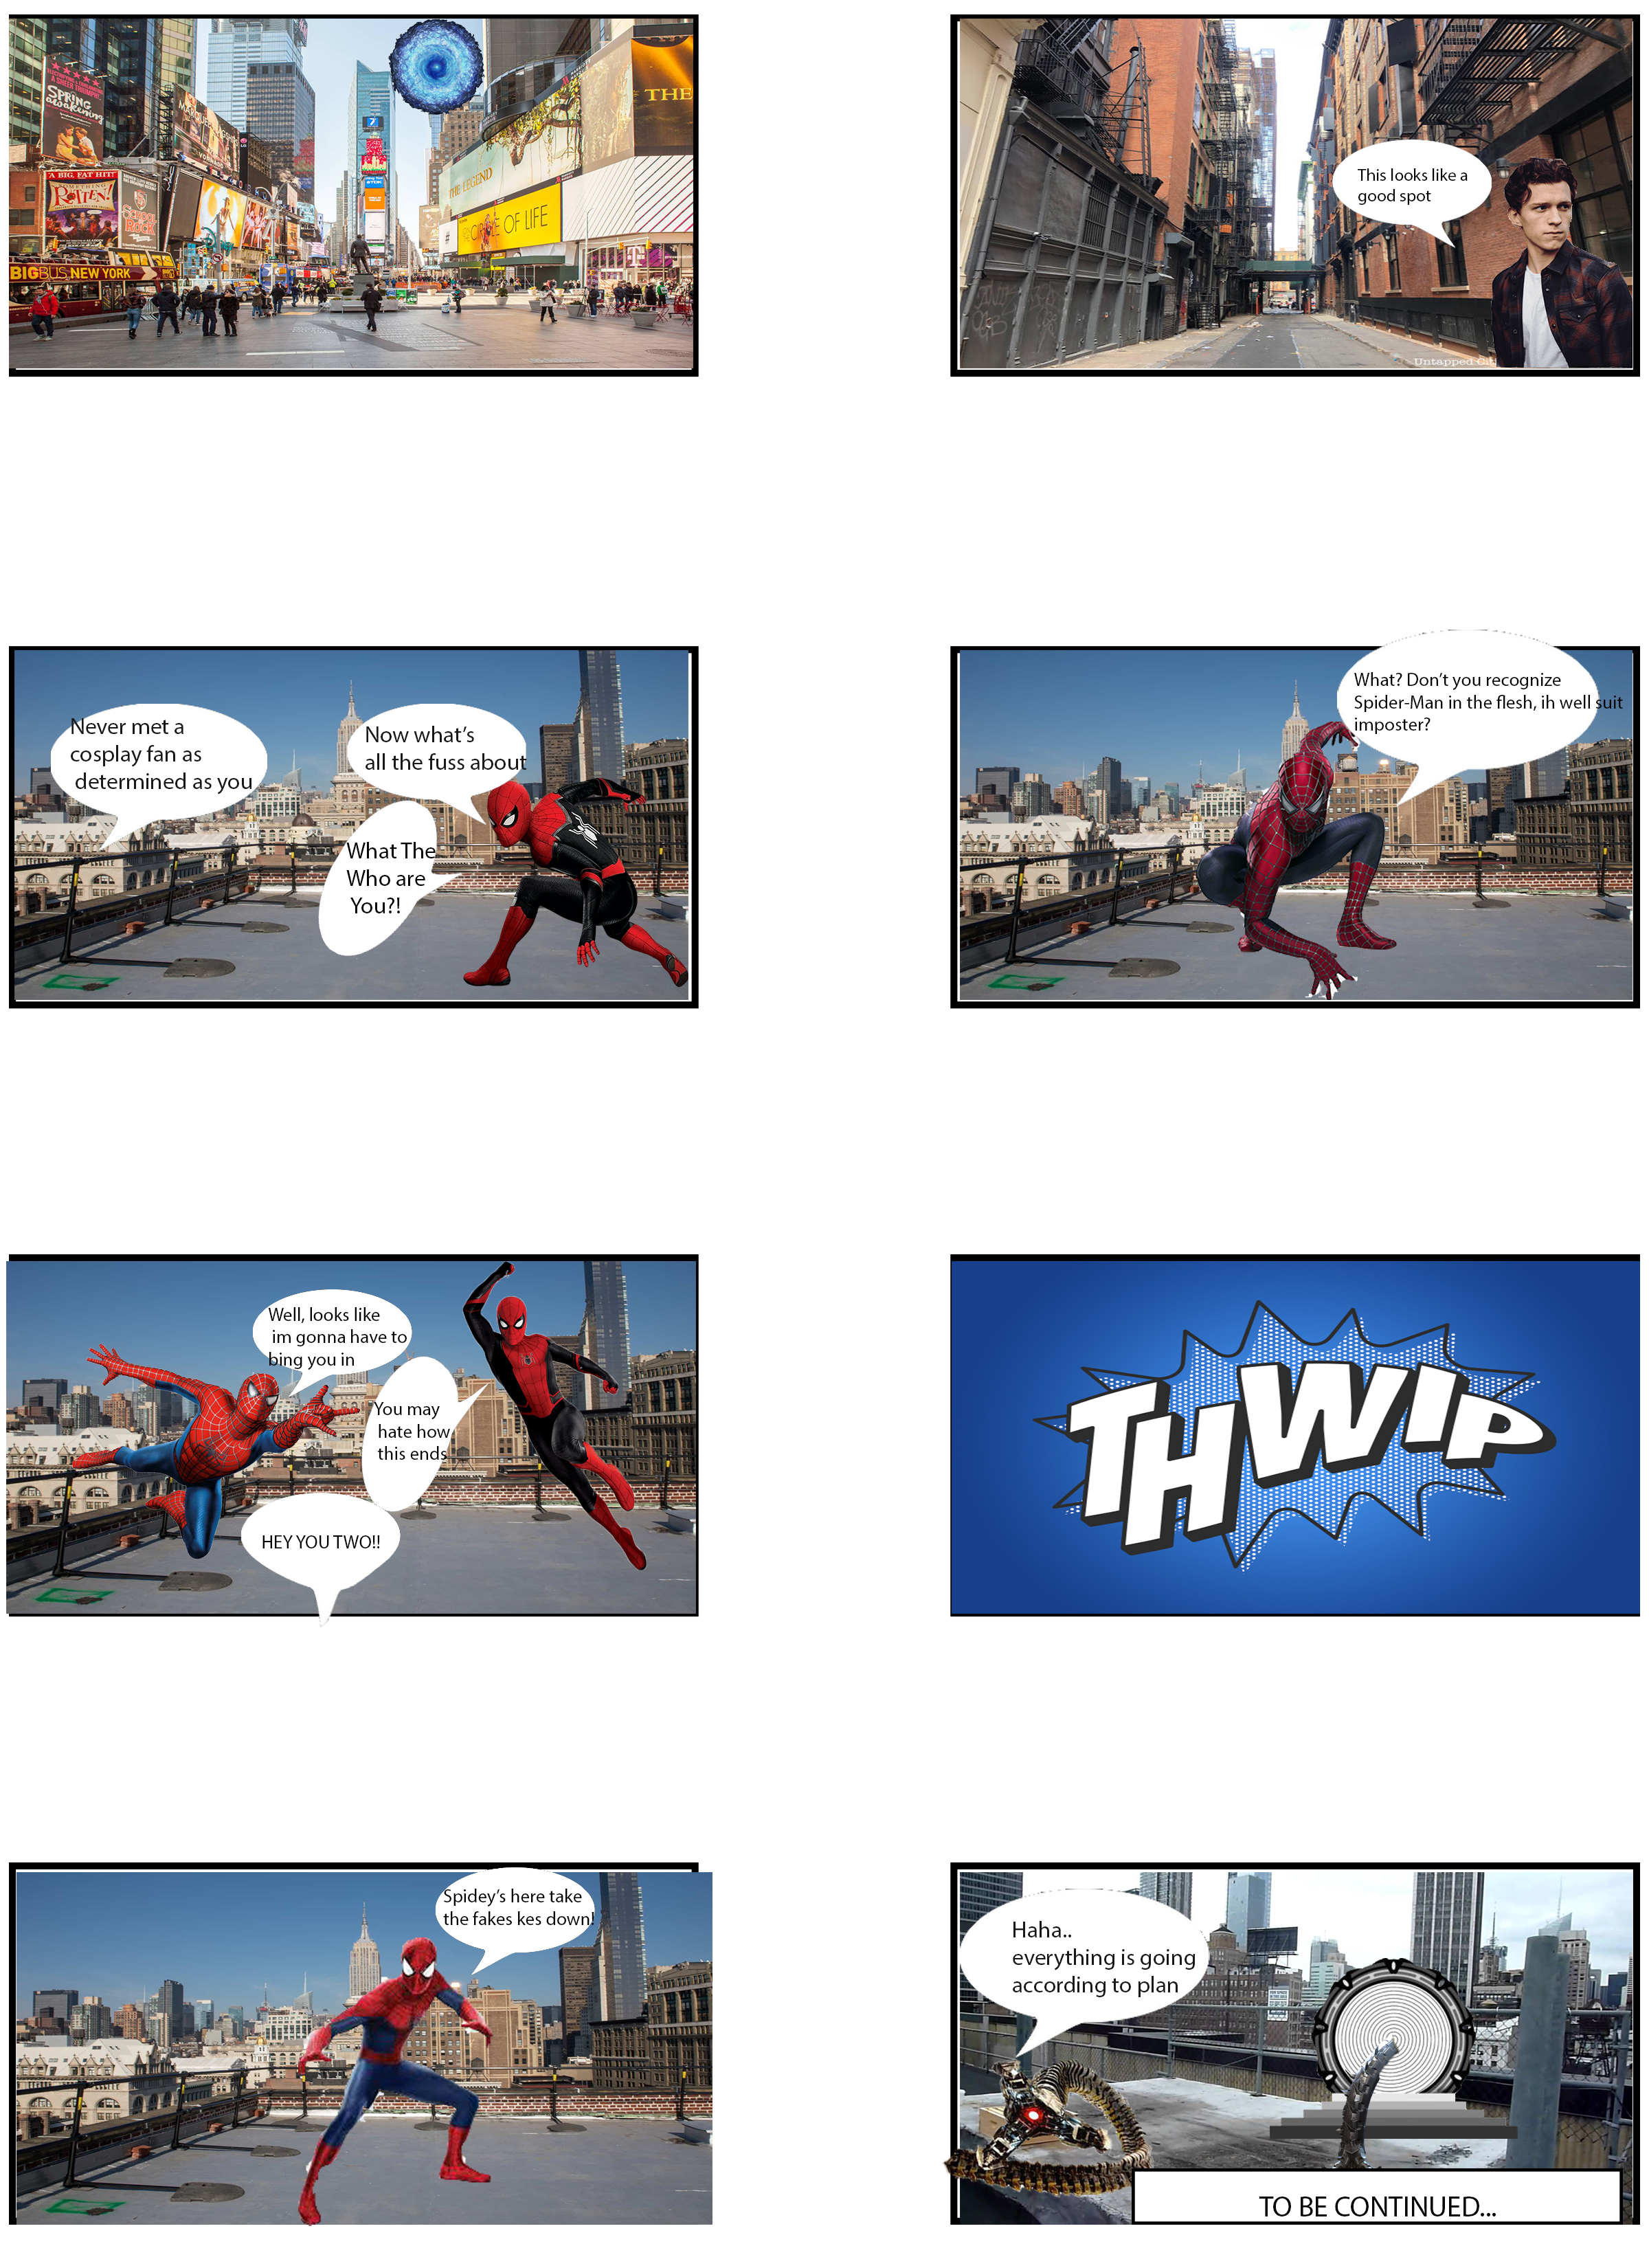 SPRING
awakening
A BIG, FAT HIT!
SOMETHING
ROTTEN!
SCHOOL
of ROCK
BIGBUS NEW YORK
7
THE LEGEND
CIRCLE OF LIFE
THE
This looks like a
good spot
Untapped Citi
Never met a
cosplay fan as
determined as you
Now what's
all the fuss about
What The
Who are
You?!
What? Don't you recognize
Spider-Man in the flesh, ih well suit
imposter?
Well, looks like
im gonna have to
bing you in
You may
hate how
this ends
HEY YOU TWO!!
THWIP
Spidey's here take
the fakes kes down!
Haha..
everything is going
according to plan
TO BE CONTINUED...